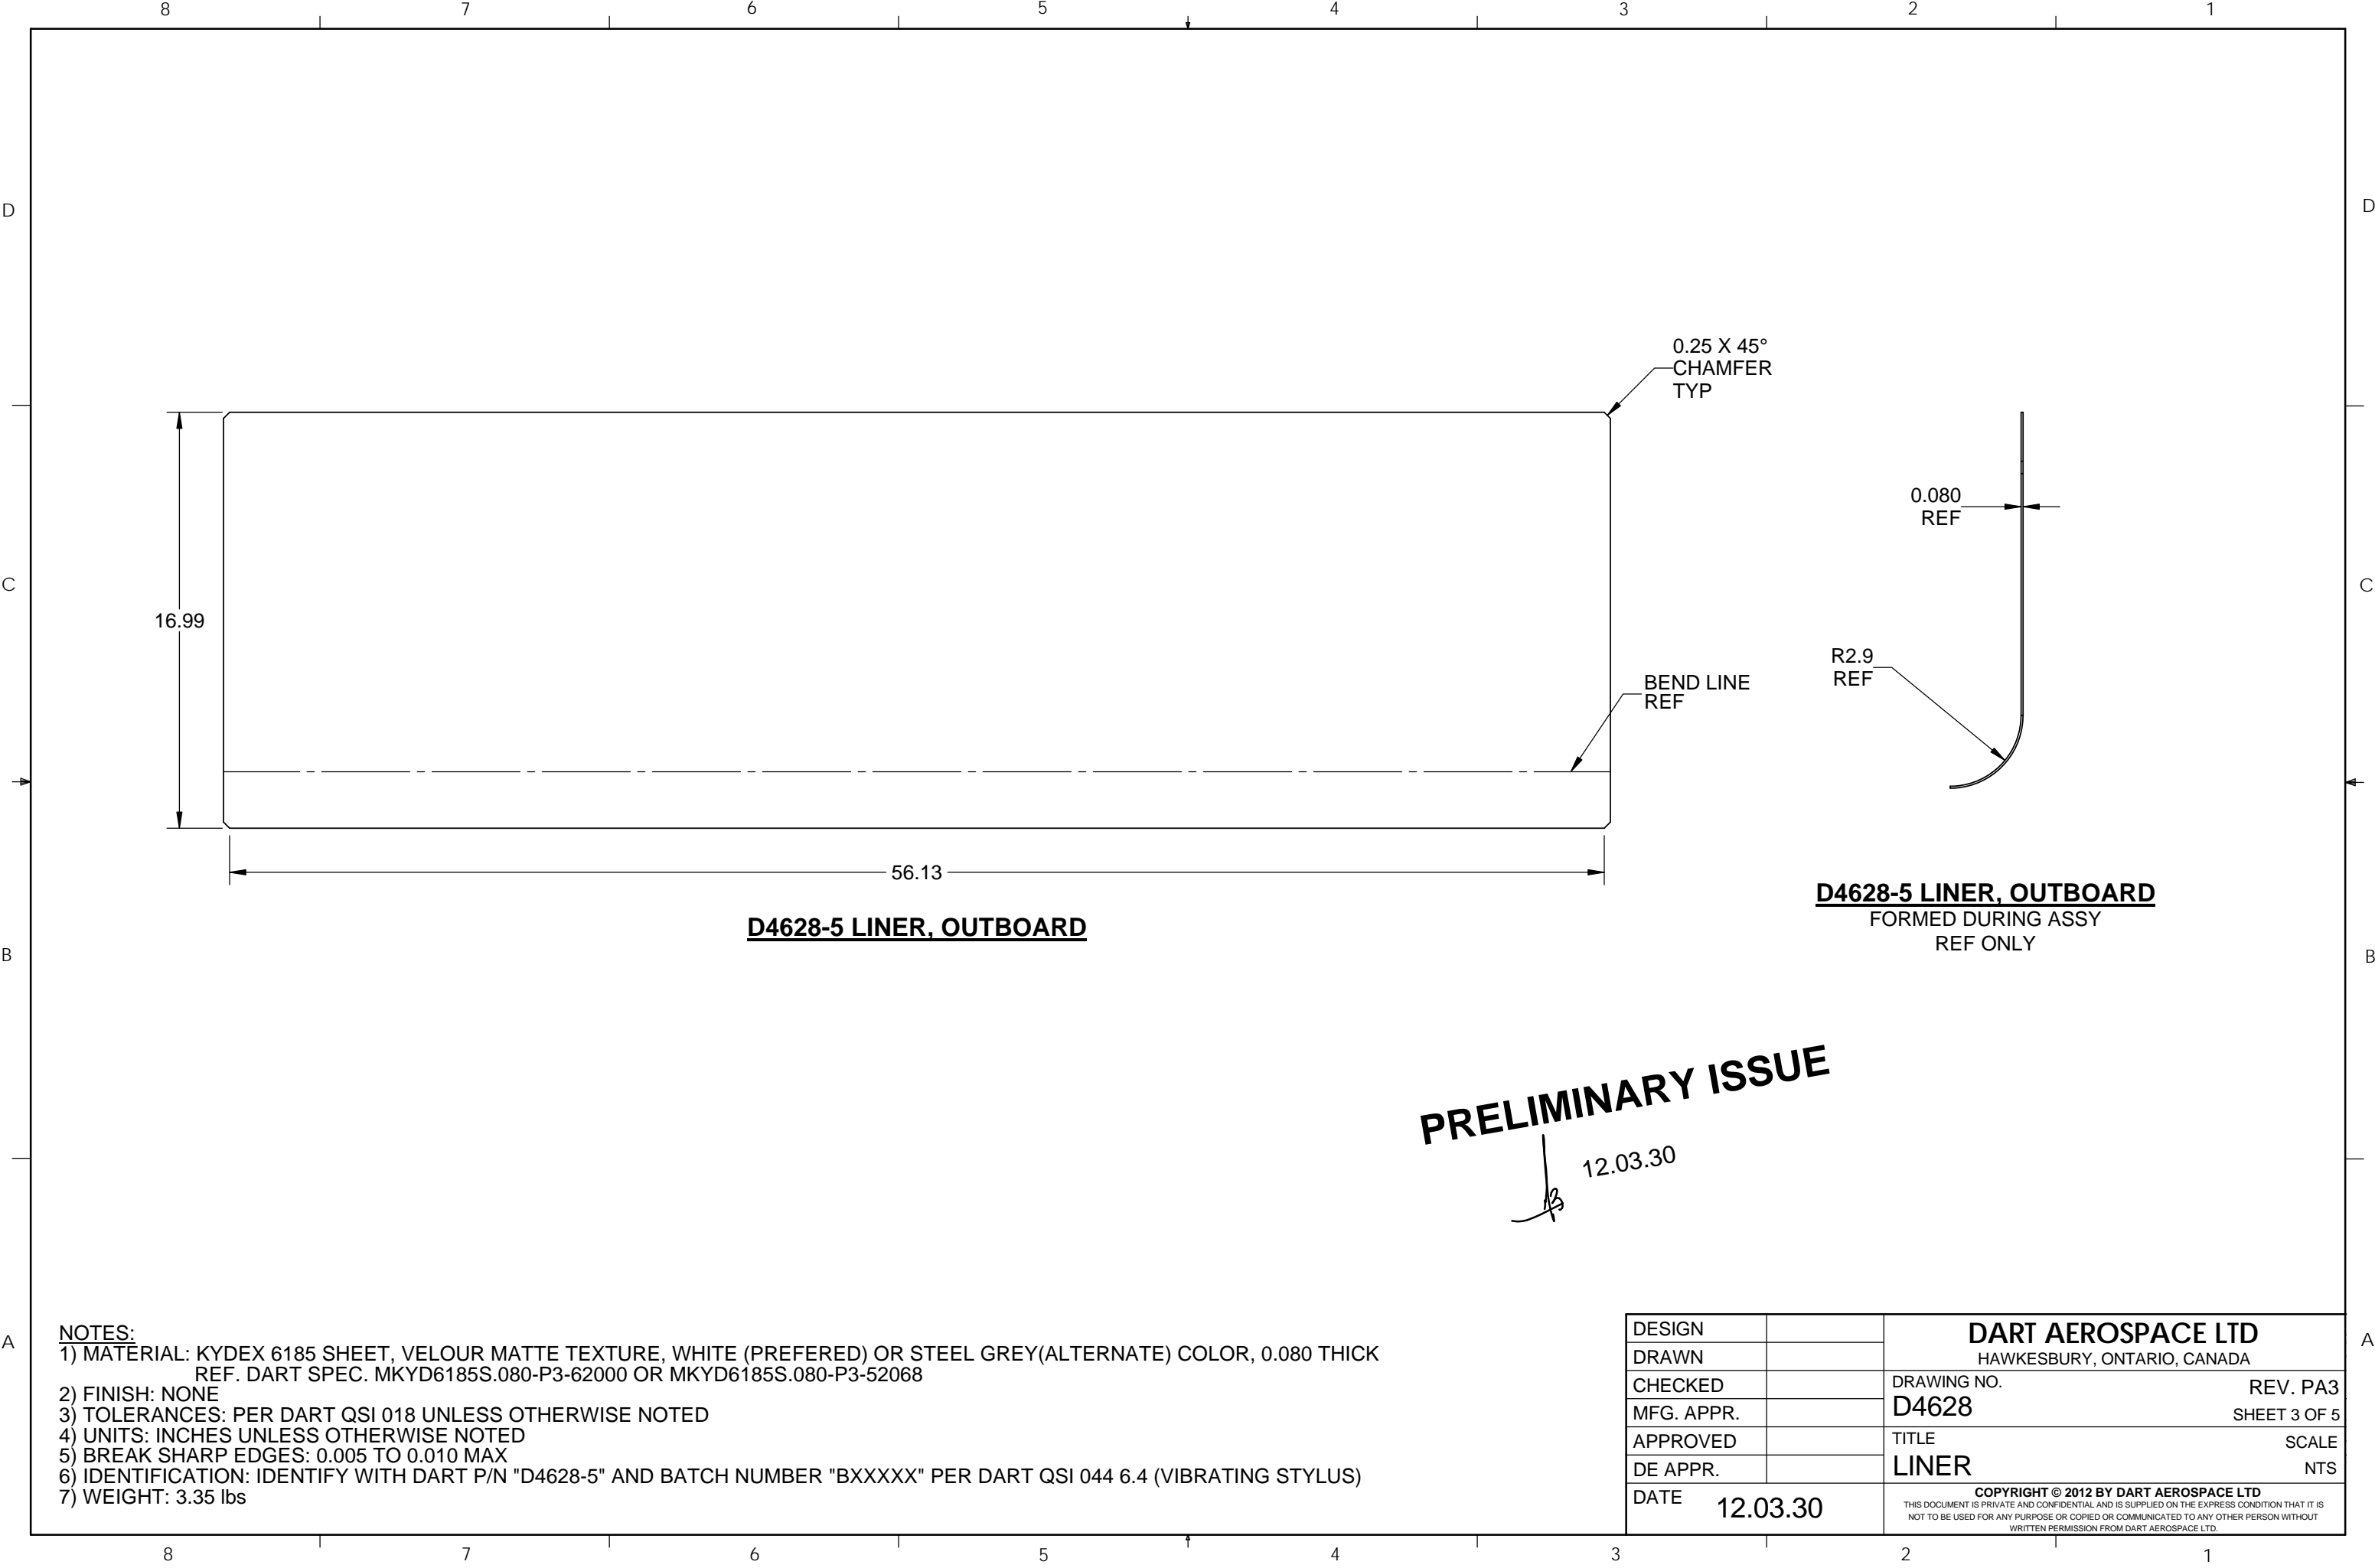 8 7 6 5 4 3 2 1
D
D
0.25 X 45°
CHAMFER
TYP
0.080
REF
C
C
16.99
R2.9
REF
BEND LINE
REF
56.13
D4628-5 LINER, OUTBOARD
D4628-5 LINER, OUTBOARD
FORMED DURING ASSY
REF ONLY
B
B
PRELIMINARY ISSUE
12.03.30
A
A
NOTES:
1) MATERIAL: KYDEX 6185 SHEET, VELOUR MATTE TEXTURE, WHITE (PREFERED) OR STEEL GREY(ALTERNATE) COLOR, 0.080 THICK
REF. DART SPEC. MKYD6185S.080-P3-62000 OR MKYD6185S.080-P3-52068
2) FINISH: NONE
3) TOLERANCES: PER DART QSI 018 UNLESS OTHERWISE NOTED
4) UNITS: INCHES UNLESS OTHERWISE NOTED
5) BREAK SHARP EDGES: 0.005 TO 0.010 MAX
6) IDENTIFICATION: IDENTIFY WITH DART P/N "D4628-5" AND BATCH NUMBER "BXXXXX" PER DART QSI 044 6.4 (VIBRATING STYLUS)
7) WEIGHT: 3.35 lbs
DESIGN
DRAWN
CHECKED
MFG. APPR.
APPROVED
DE APPR.
DATE 12.03.30
DART AEROSPACE LTD
HAWKESBURY, ONTARIO, CANADA
DRAWING NO. REV. PA3
D4628 SHEET 3 OF 5
TITLE SCALE
LINER NTS
COPYRIGHT © 2012 BY DART AEROSPACE LTD
THIS DOCUMENT IS PRIVATE AND CONFIDENTIAL AND IS SUPPLIED ON THE EXPRESS CONDITION THAT IT IS
NOT TO BE USED FOR ANY PURPOSE OR COPIED OR COMMUNICATED TO ANY OTHER PERSON WITHOUT
WRITTEN PERMISSION FROM DART AEROSPACE LTD.
8 7 6 5 4 3 2 1